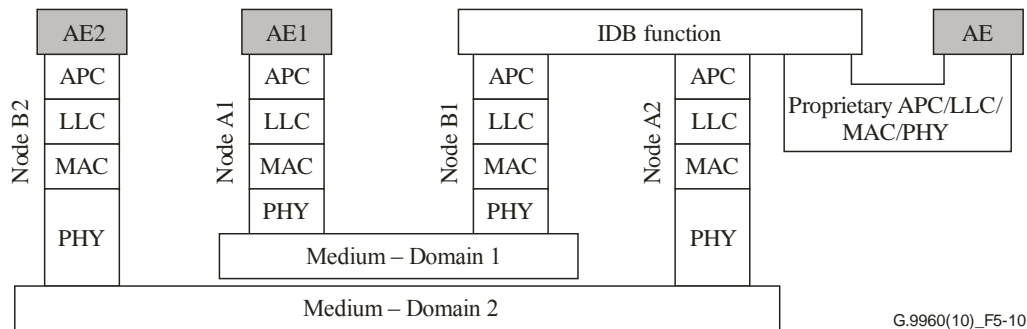 AE2
AE1
IDB function
AE
Node B2
APC
LLC
MAC
PHY
Node A1
APC
LLC
MAC
PHY
Node B1
APC
LLC
MAC
PHY
Node A2
APC
LLC
MAC
PHY
Proprietary APC/LLC/
MAC/PHY
Medium – Domain 1
Medium – Domain 2
G.9960(10)_F5-10